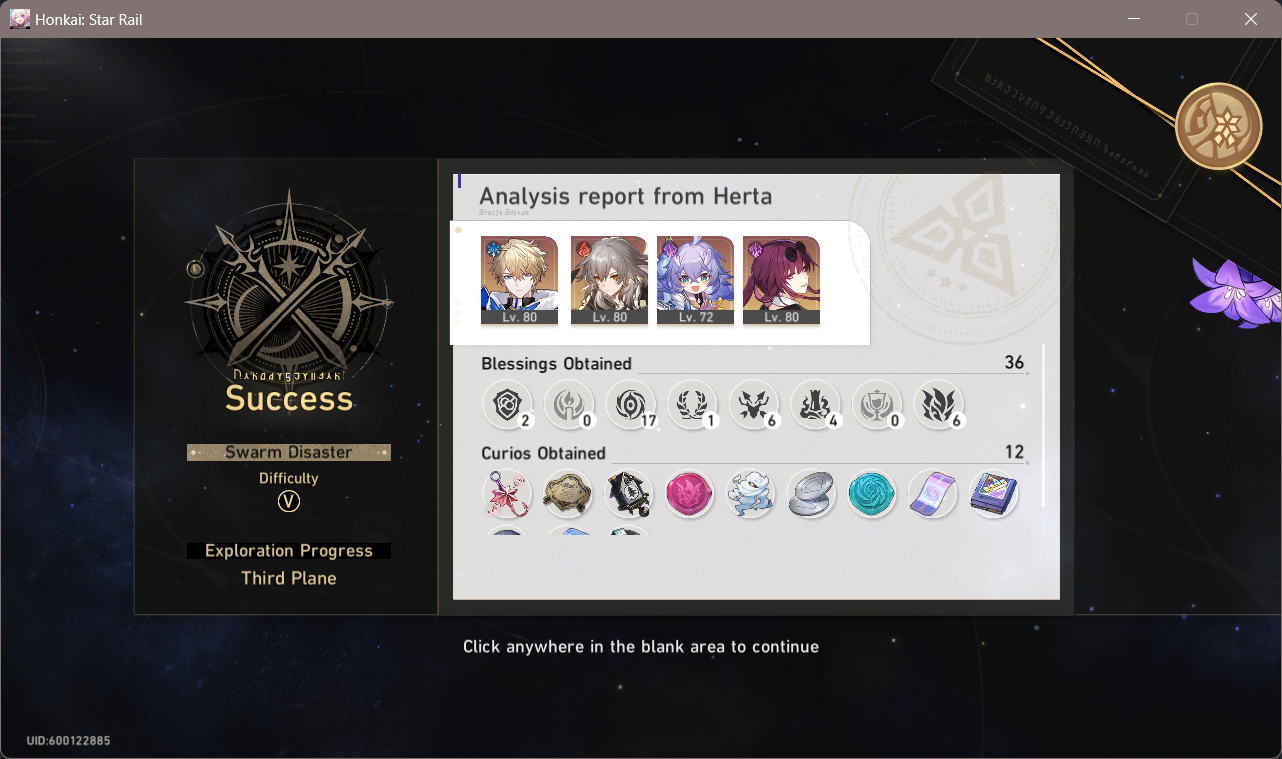 Honkai: Star Rail
Analysis report from Herta
Lv. 80
Lv. 80
Lv. 72
Lv. 80
Success
Swarm Disaster
Difficulty
V
Exploration Progress
Third Plane
Blessings Obtained 36
2 0 17 1 6 4 0 6
Curios Obtained 12
Click anywhere in the blank area to continue
UID:600122885